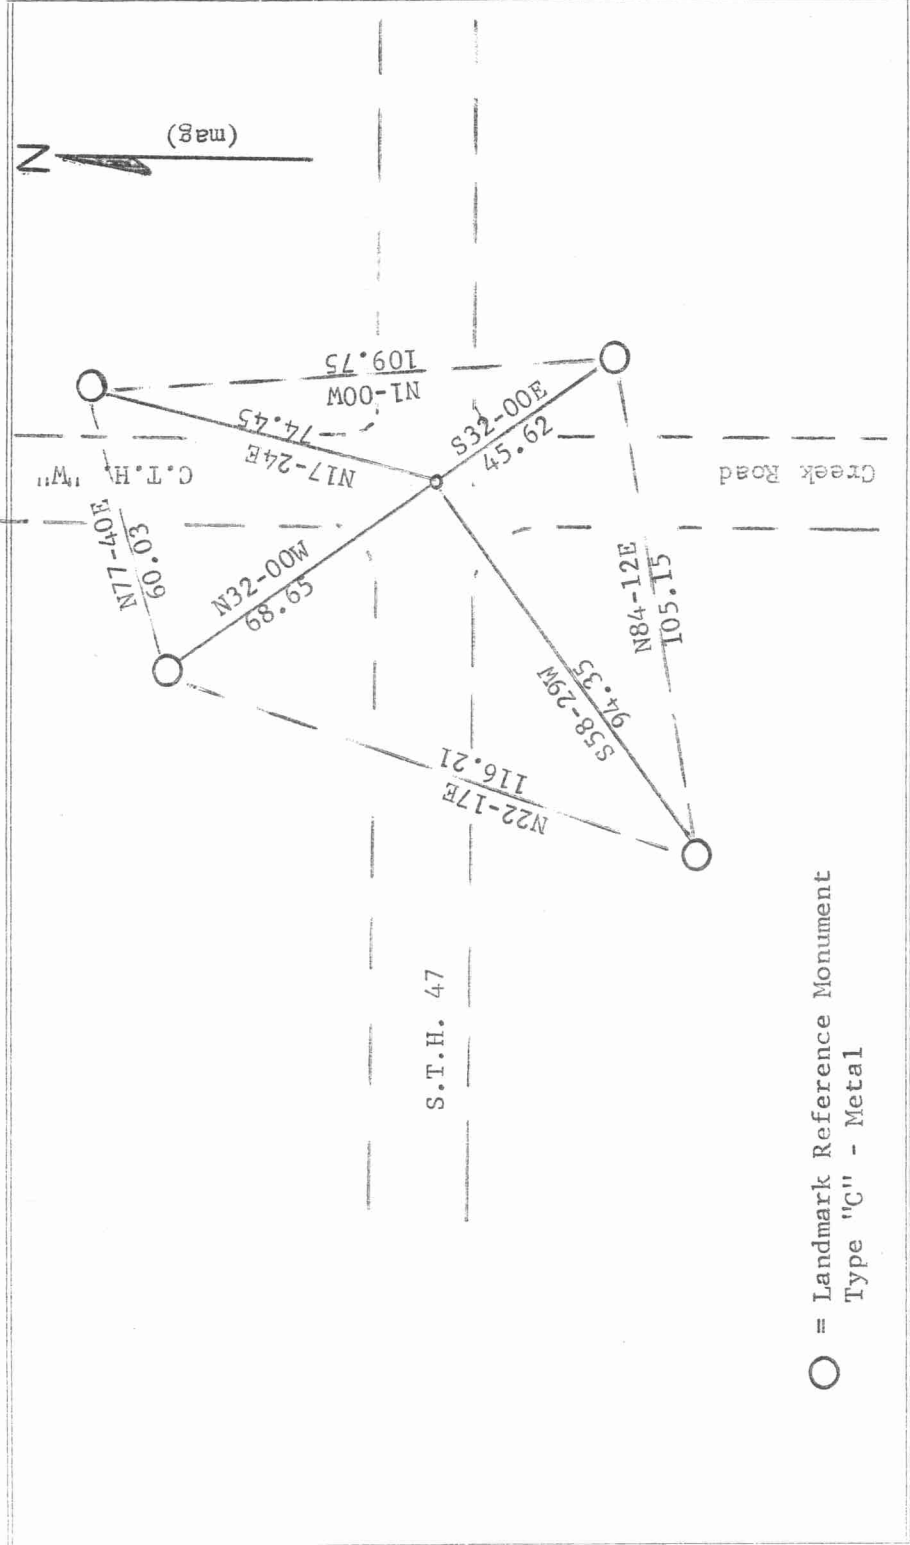 N
(mag)
N77-40E
60.03
C.T.H. "W"
N17-24E
74.45
N1-00W
109.75
N32-00W
68.65
S32-00E
45.62
N22-17E
116.21
S58-29W
94.35
N84-12E
105.15
Creek Road
S.T.H. 47
= Landmark Reference Monument
Type "C" - Metal